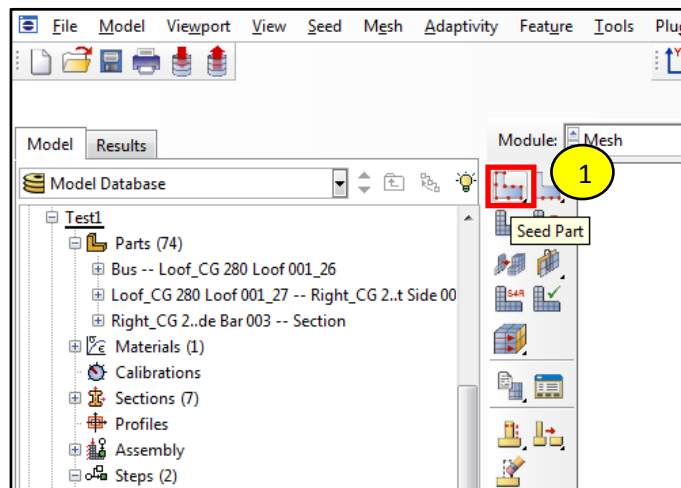 File Model Viewport View Seed Mesh Adaptivity Feature Tools
Model Results
Module: Mesh
1
Model Database
Seed Part
Test1
Parts (74)
Bus -- Loof_CG 280 Loof 001_26
Loof_CG 280 Loof 001_27 -- Right_CG 2..t Side 00
Right_CG 2..de Bar 003 -- Section
S4R
Materials (1)
Calibrations
Sections (7)
Profiles
Assembly
Steps (2)